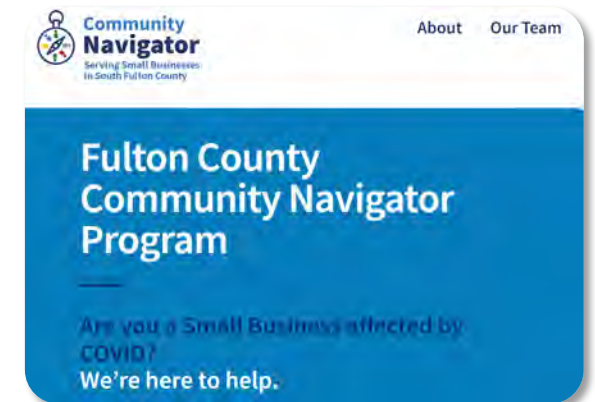 Community
Navigator
Serving Small Businesses
in South Fulton County
About Our Team
Fulton County
Community Navigator
Program
Are you a Small Business affected by
COVID?
We're here to help.